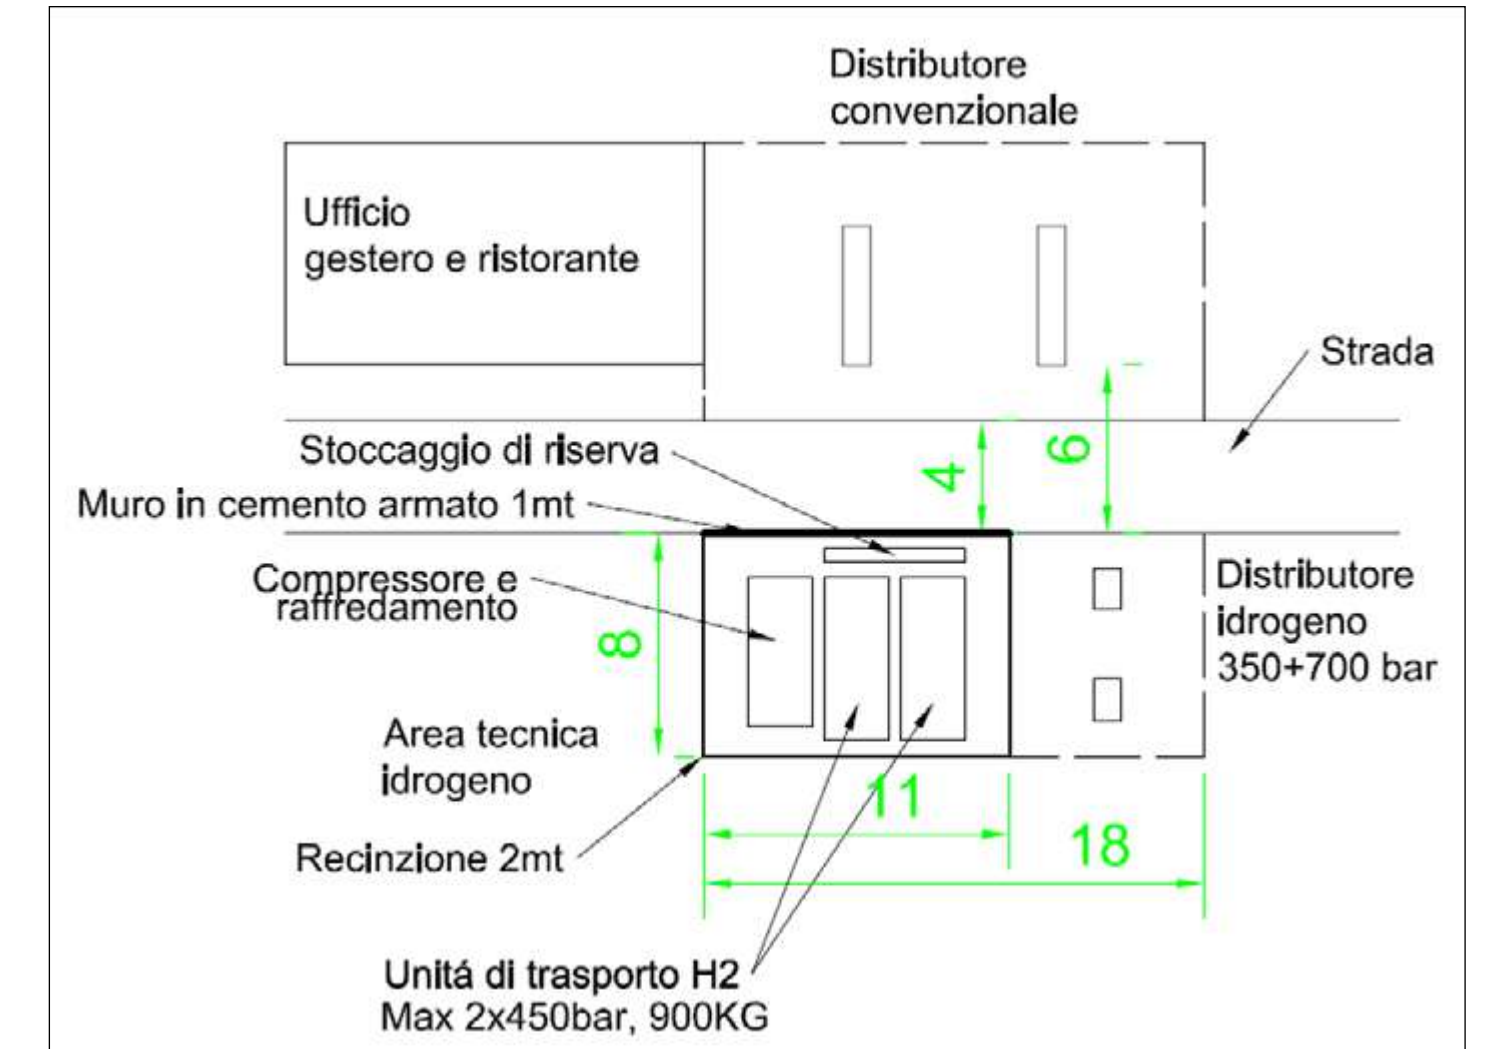 Distributore
convenzionale
Ufficio
gestero e ristorante
Strada
4
6
Stoccaggio di riserva
Muro in cemento armato 1mt
Compressore e
raffredamento
8
Distributore
idrogeno
350+700 bar
Area tecnica
idrogeno
11
18
Recinzione 2mt
Unitá di trasporto H2
Max 2x450bar, 900KG